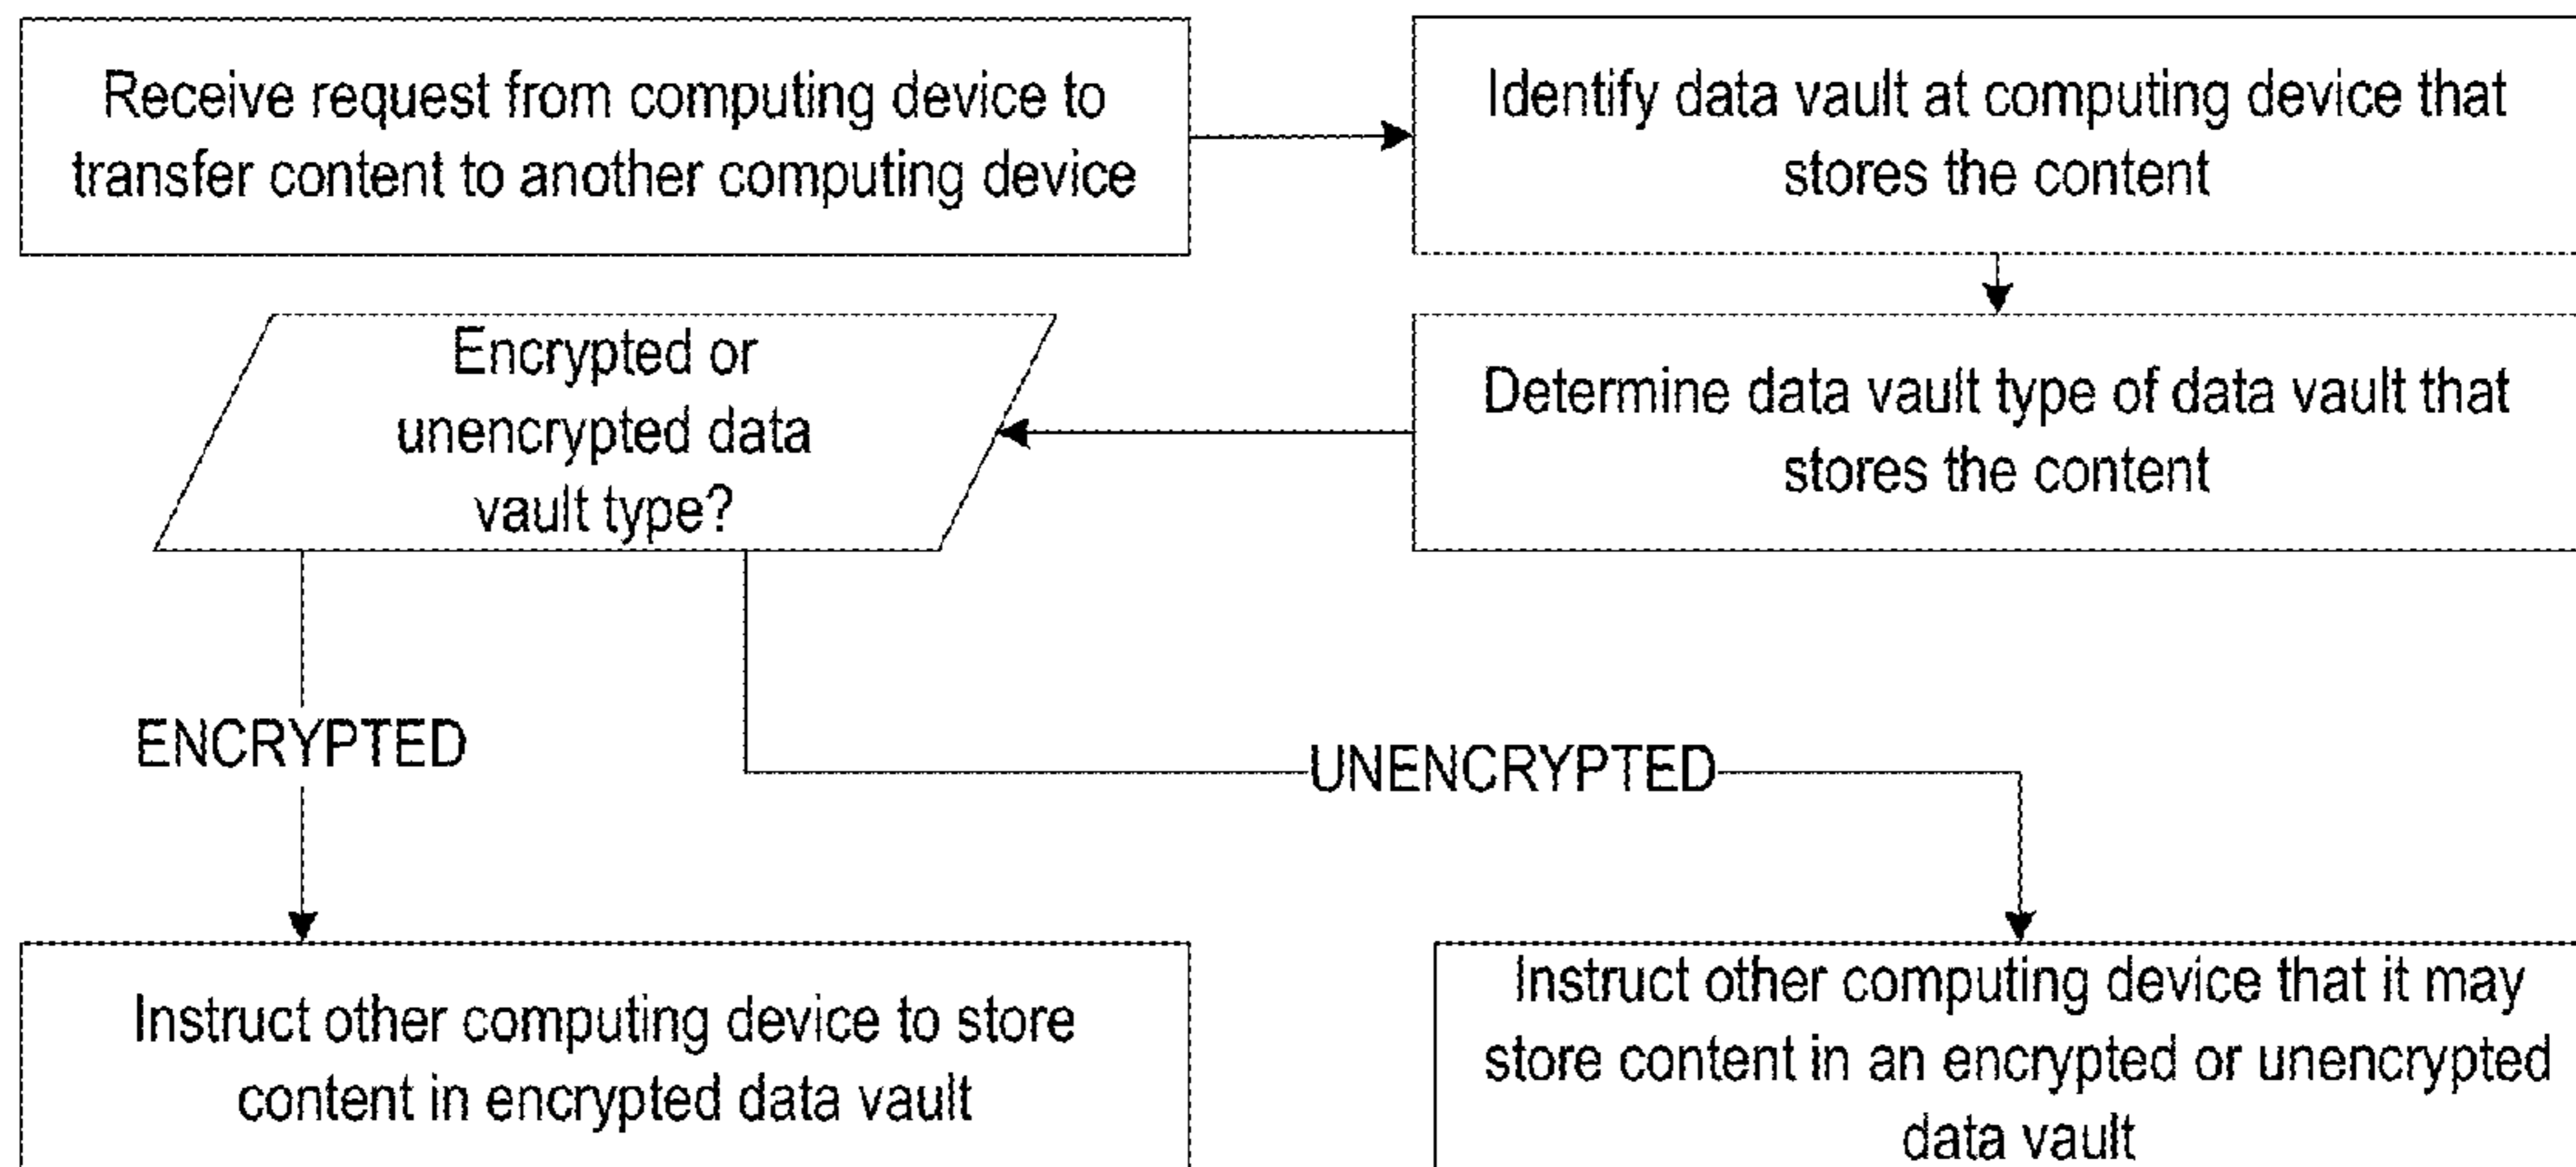 Receive request from computing device to
transfer content to another computing device
Identify data vault at computing device that
stores the content
Determine data vault type of data vault that
stores the content
Encrypted or
unencrypted data
vault type?
ENCRYPTED
UNENCRYPTED
Instruct other computing device to store
content in encrypted data vault
Instruct other computing device that it may
store content in an encrypted or unencrypted
data vault